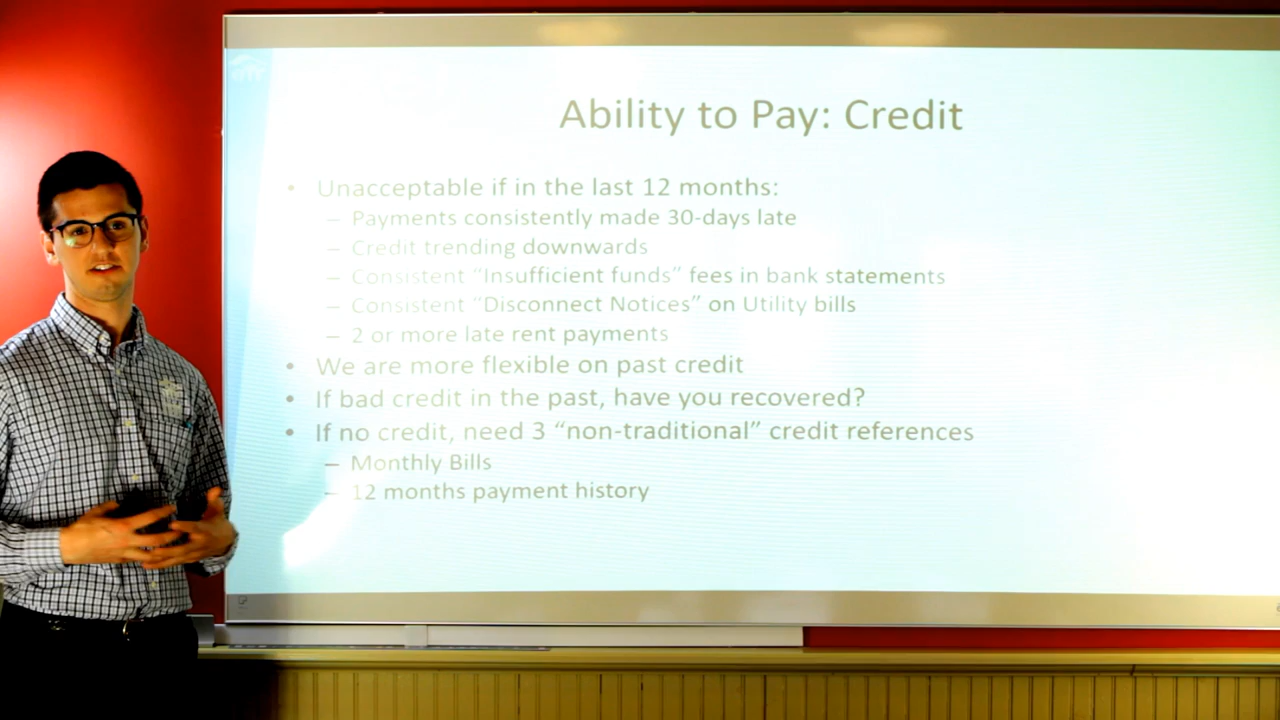 Ability to Pay: Credit
• Unacceptable if in the last 12 months:
– Payments consistently made 30-days late
– Credit trending downwards
– Consistent “Insufficient funds” fees in bank statements
– Consistent “Disconnect Notices” on Utility bills
– 2 or more late rent payments
• We are more flexible on past credit
• If bad credit in the past, have you recovered?
• If no credit, need 3 “non-traditional” credit references
– Monthly Bills
– 12 months payment history